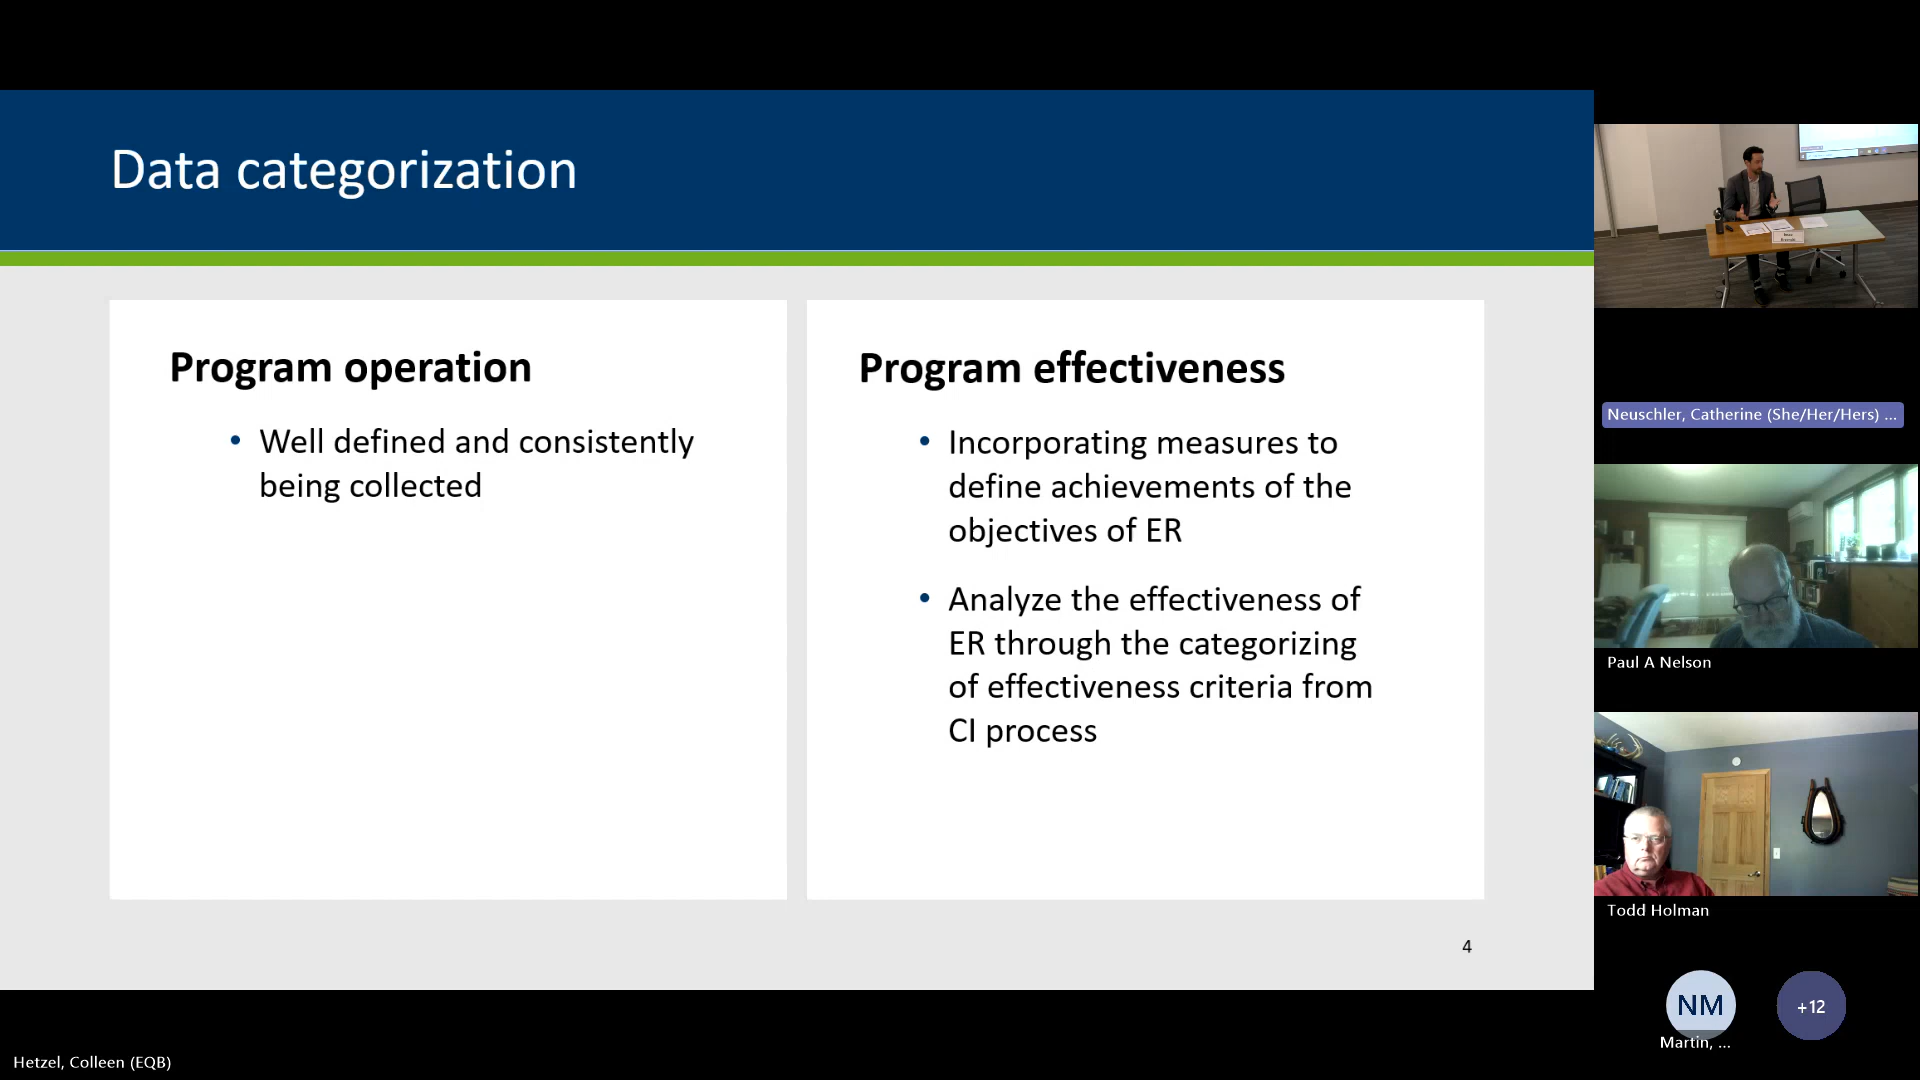 Data categorization
Program operation
• Well defined and consistently
being collected
Program effectiveness
• Incorporating measures to
define achievements of the
objectives of ER
• Analyze the effectiveness of
ER through the categorizing
of effectiveness criteria from
CI process
4
Neuschler, Catherine (She/Her/Hers) ...
Paul A Nelson
Todd Holman
NM
+12
Martin, ...
Hetzel, Colleen (EQB)